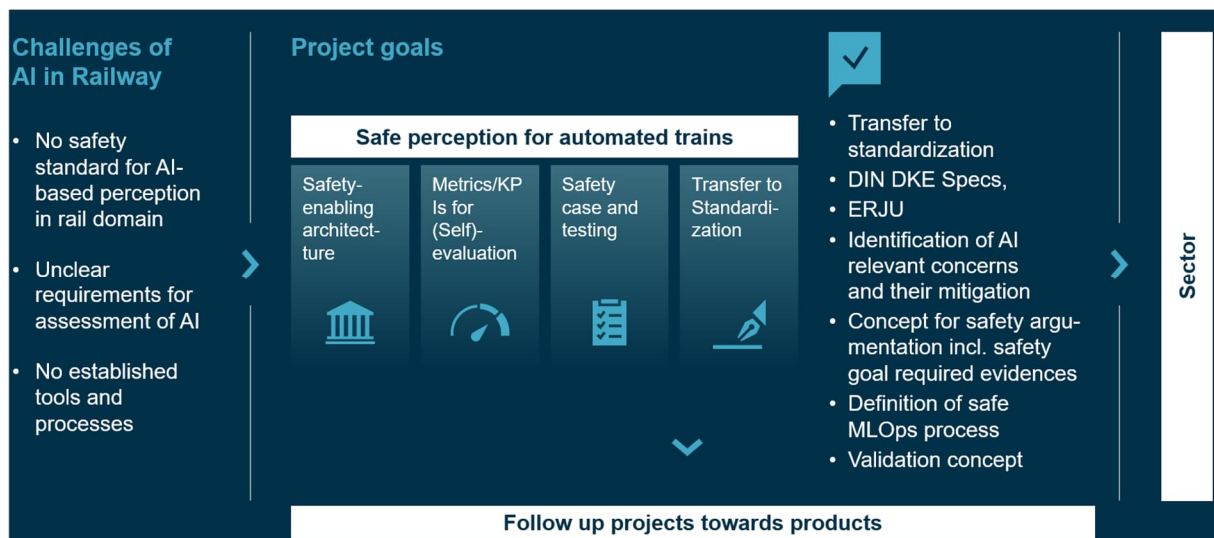 Challenges of
AI in Railway
• No safety
standard for AI-
based perception
in rail domain
• Unclear
requirements for
assessment of AI
• No established
tools and
processes
Project goals
Safe perception for automated trains
Safety-
enabling
architect-
ture
Metrics/KP
Is for
(Self)-
evaluation
Safety
case and
testing
Transfer to
Standardi-
zation
• Transfer to
standardization
• DIN DKE Specs,
• ERJU
• Identification of AI
relevant concerns
and their mitigation
• Concept for safety argu-
mentation incl. safety
goal required evidences
• Definition of safe
MLOps process
• Validation concept
Sector
Follow up projects towards products